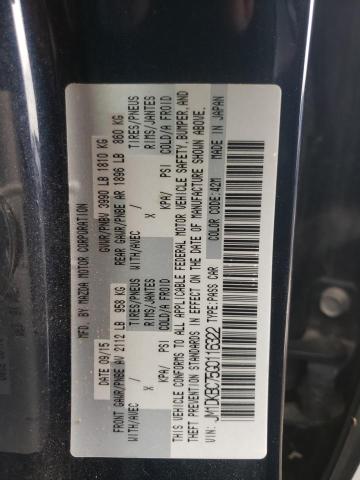 MFD. BY MAZDA MOTOR CORPORATION
DATE 09/15 GWVR/PNBV 3990 LB 1810 KG
FRONT GAWR/PNBE BV 2112 LB 958 KG REAR GAWR/PNBE AR 1896 LB 860 KG
TIRES/PNEUS TIRES/PNEUS
WITH/AVEC / RIMS/JANTES WITH/AVEC / RIMS/JANTES
X X
KPA/ PSI COLD/A FROID KPA/ PSI COLD/A FROID
THIS VEHICLE CONFORMS TO ALL APPLICABLE FEDERAL MOTOR VEHICLE SAFETY, BUMPER, AND
THEFT PREVENTION STANDARDS IN EFFECT ON THE DATE OF MANUFACTURE SHOWN ABOVE.
VIN: JM1DKBC75G0116322 TYPE: PASS CAR COLOR CODE: 42M MADE IN JAPAN